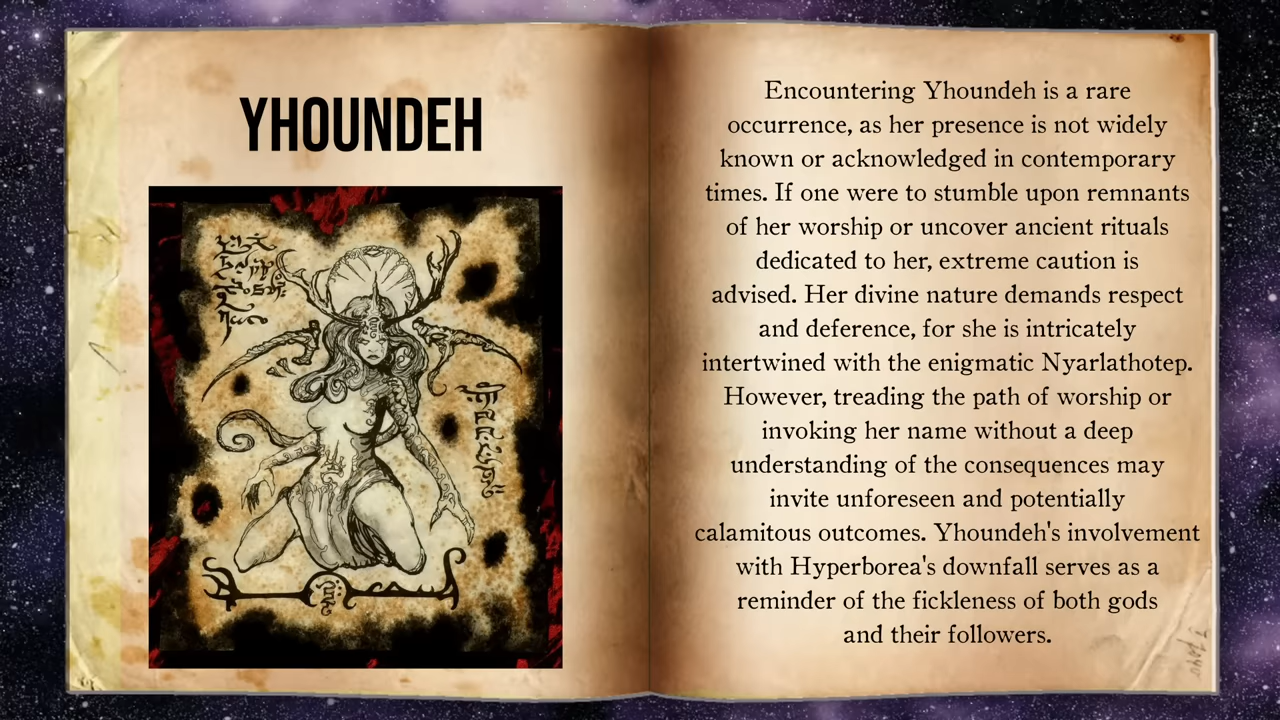 YHOUNDEH
Encountering Yhoundeh is a rare
occurrence, as her presence is not widely
known or acknowledged in contemporary
times. If one were to stumble upon remnants
of her worship or uncover ancient rituals
dedicated to her, extreme caution is
advised. Her divine nature demands respect
and deference, for she is intricately
intertwined with the enigmatic Nyarlathotep.
However, treading the path of worship or
invoking her name without a deep
understanding of the consequences may
invite unforeseen and potentially
calamitous outcomes. Yhoundeh's involvement
with Hyperborea's downfall serves as a
reminder of the fickleness of both gods
and their followers.